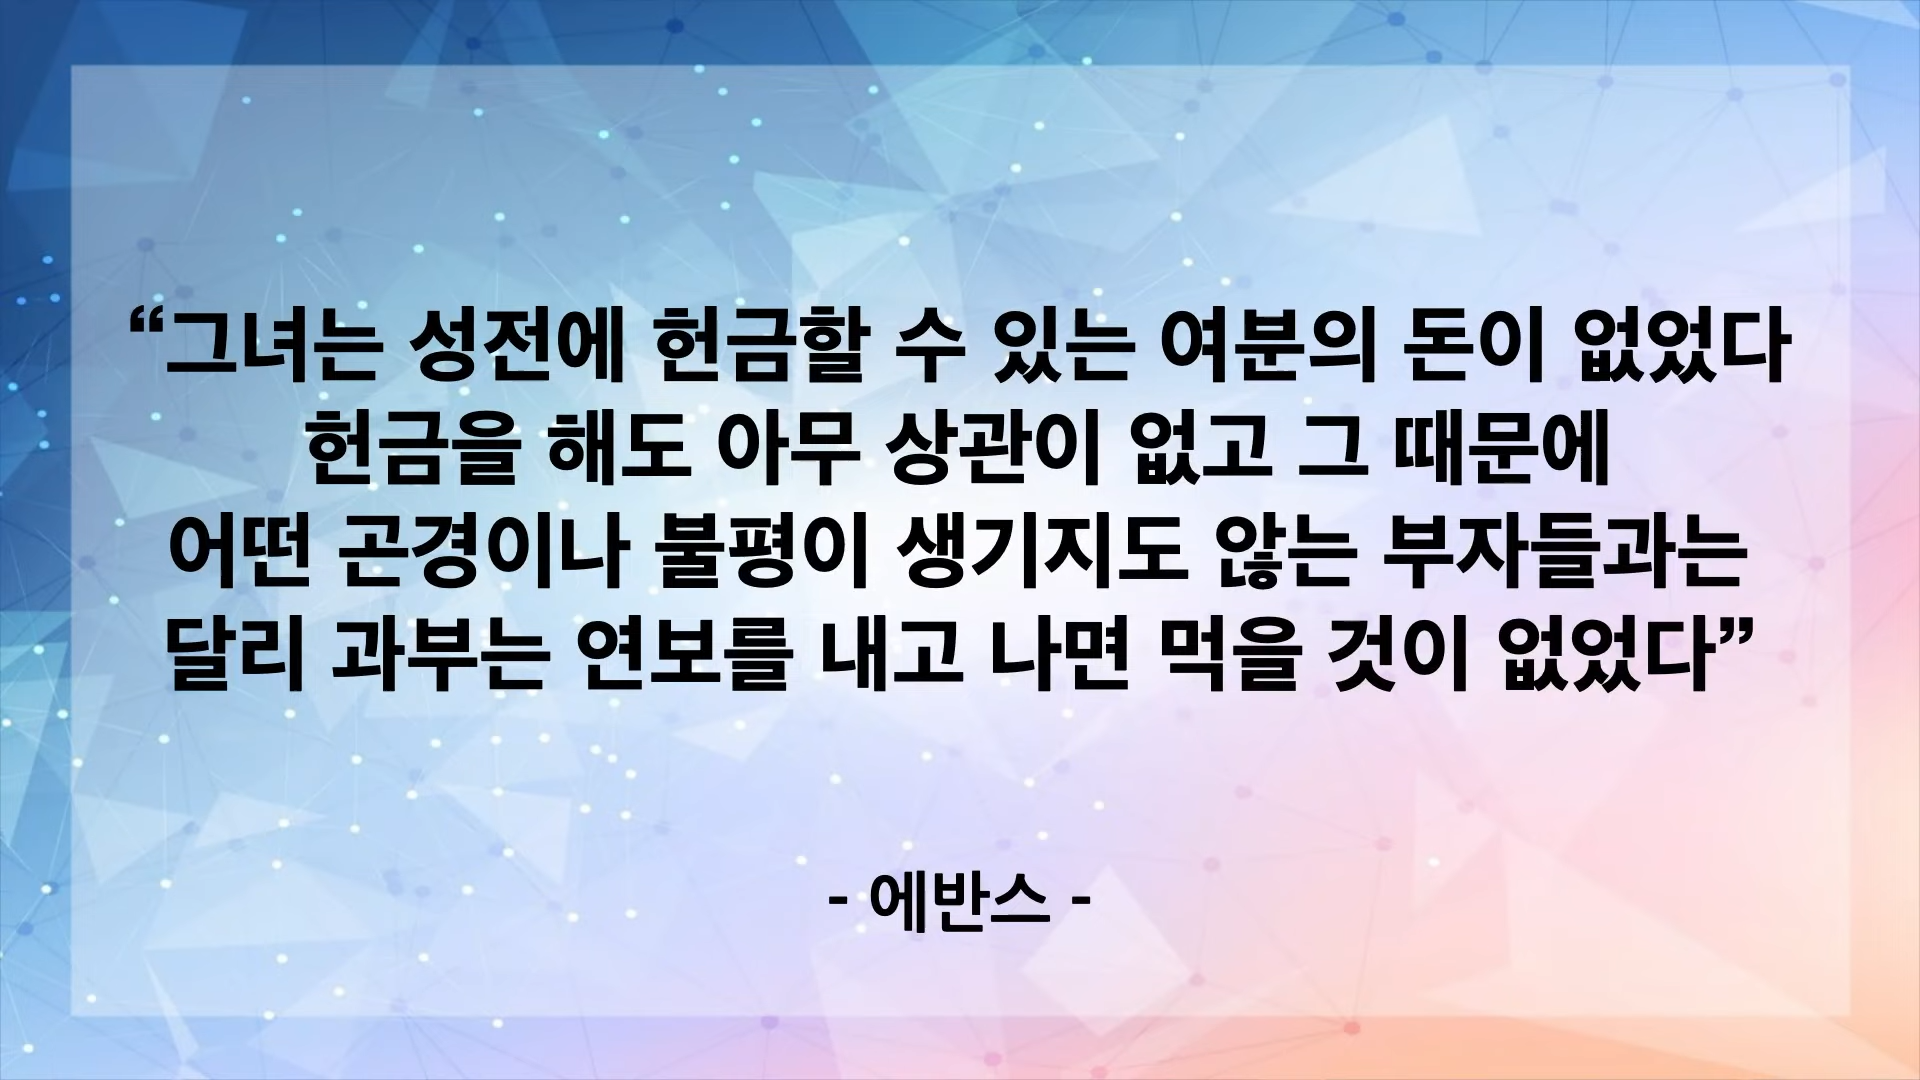 “그녀는 성전에 헌금할 수 있는 여분의 돈이 없었다
헌금을 해도 아무 상관이 없고 그 때문에
어떤 곤경이나 불평이 생기지도 않는 부자들과는
달리 과부는 연보를 내고 나면 먹을 것이 없었다”
- 에반스 -